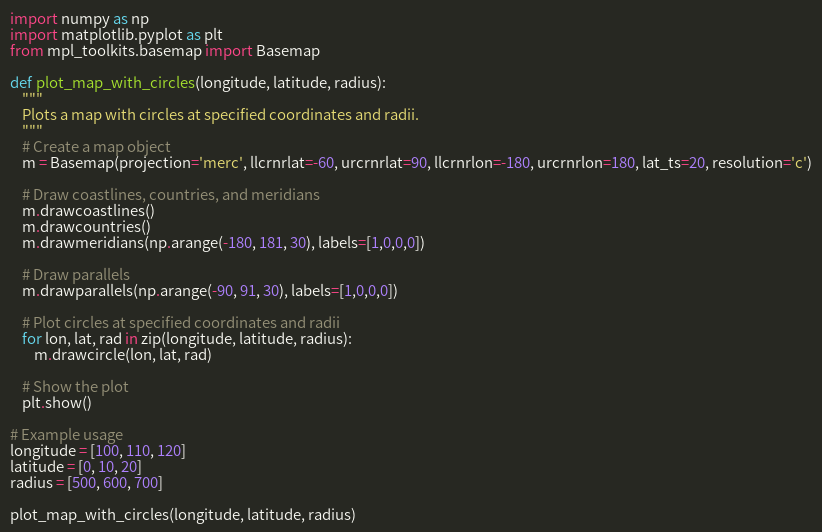 import numpy as np
import matplotlib.pyplot as plt
from mpl_toolkits.basemap import Basemap

def plot_map_with_circles(longitude, latitude, radius):
    """
    Plots a map with circles at specified coordinates and radii.
    """
    # Create a map object
    m = Basemap(projection='merc', llcrnrlat=-60, urcrnrlat=90, llcrnrlon=-180, urcrnrlon=180, lat_ts=20, resolution='c')

    # Draw coastlines, countries, and meridians
    m.drawcoastlines()
    m.drawcountries()
    m.drawmeridians(np.arange(-180, 181, 30), labels=[1,0,0,0])

    # Draw parallels
    m.drawparallels(np.arange(-90, 91, 30), labels=[1,0,0,0])

    # Plot circles at specified coordinates and radii
    for lon, lat, rad in zip(longitude, latitude, radius):
        m.drawcircle(lon, lat, rad)

    # Show the plot
    plt.show()

# Example usage
longitude = [100, 110, 120]
latitude = [0, 10, 20]
radius = [500, 600, 700]

plot_map_with_circles(longitude, latitude, radius)